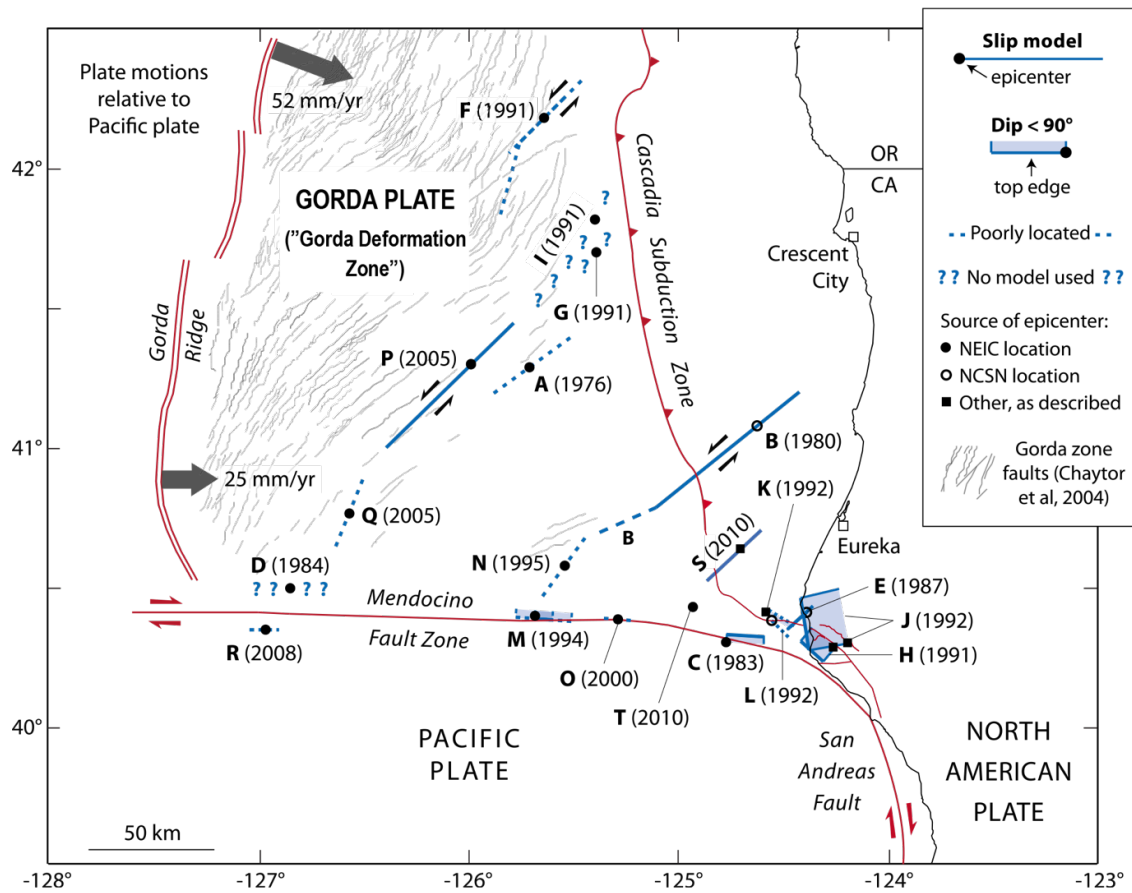 Plate motions
relative to
Pacific plate
52 mm/yr
F (1991)
42°
GORDA PLATE
("Gorda Deformation
Zone")
I (1991)
G (1991)
Cascadia Subduction Zone
OR
CA
Crescent
City
Gorda
Ridge
P (2005)
A (1976)
41°
25 mm/yr
B (1980)
K (1992)
Q (2005)
B
S (2010)
Eureka
D (1984)
N (1995)
E (1987)
Mendocino
Fault Zone
J (1992)
M (1994)
R (2008)
C (1983)
H (1991)
O (2000)
L (1992)
T (2010)
40°
PACIFIC
PLATE
San
Andreas
Fault
NORTH
AMERICAN
PLATE
50 km
-128
-127
-126
-125
-124
-123
Slip model
epicenter
Dip < 90°
top edge
Poorly located
? ? No model used ? ?
Source of epicenter:
NEIC location
NCSN location
Other, as described
Gorda zone
faults (Chaytor
et al, 2004)
? ? ? ? ? ? ?
? ? ? ?